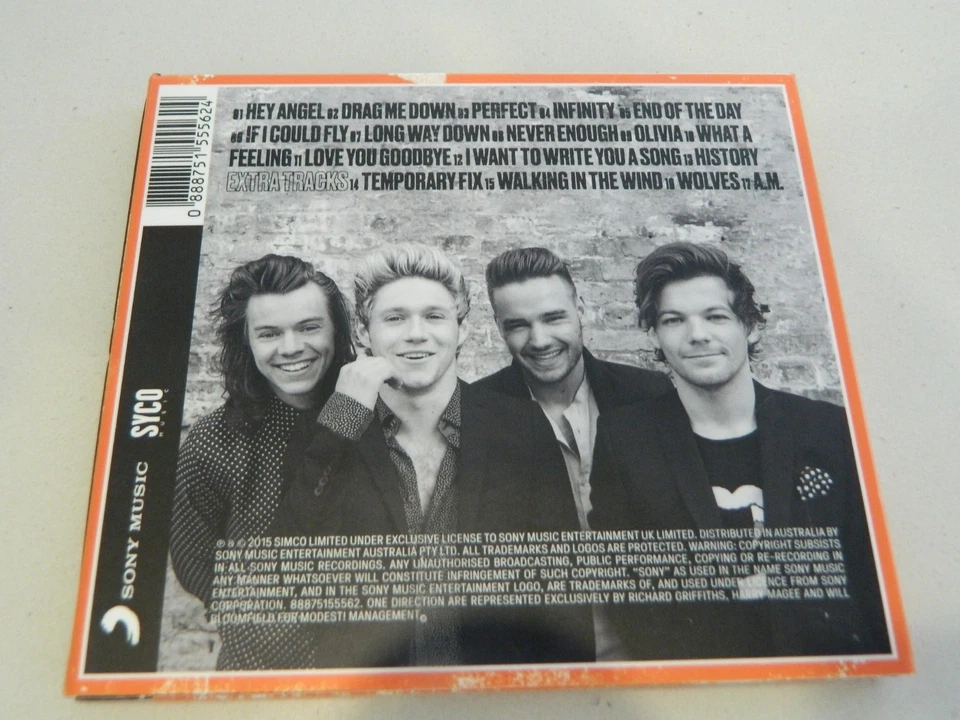 01 HEY ANGEL 02 DRAG ME DOWN 03 PERFECT 04 INFINITY 05 END OF THE DAY
06 IF I COULD FLY 07 LONG WAY DOWN 08 NEVER ENOUGH 09 OLIVIA 10 WHAT A
FEELING 11 LOVE YOU GOODBYE 12 I WANT TO WRITE YOU A SONG 13 HISTORY
EXTRA TRACKS 14 TEMPORARY FIX 15 WALKING IN THE WIND 16 WOLVES 17 A.M.
0 888751 555624
SYCO
MUSIC
SONY MUSIC
℗ & © 2015 SIMCO LIMITED UNDER EXCLUSIVE LICENSE TO SONY MUSIC ENTERTAINMENT UK LIMITED. DISTRIBUTED IN AUSTRALIA BY
SONY MUSIC ENTERTAINMENT AUSTRALIA PTY LTD. ALL TRADEMARKS AND LOGOS ARE PROTECTED. WARNING: COPYRIGHT SUBSISTS
IN ALL SONY MUSIC RECORDINGS. ANY UNAUTHORISED BROADCASTING, PUBLIC PERFORMANCE, COPYING OR RE-RECORDING IN
ANY MANNER WHATSOEVER WILL CONSTITUTE INFRINGEMENT OF SUCH COPYRIGHT. "SONY" AS USED IN THE NAME SONY MUSIC
ENTERTAINMENT, AND IN THE SONY MUSIC ENTERTAINMENT LOGO, ARE TRADEMARKS OF, AND USED UNDER LICENCE FROM SONY
CORPORATION. 88875155562. ONE DIRECTION ARE REPRESENTED EXCLUSIVELY BY RICHARD GRIFFITHS, HARRY MAGEE AND WILL
BLOOMFIELD FOR MODEST! MANAGEMENT.